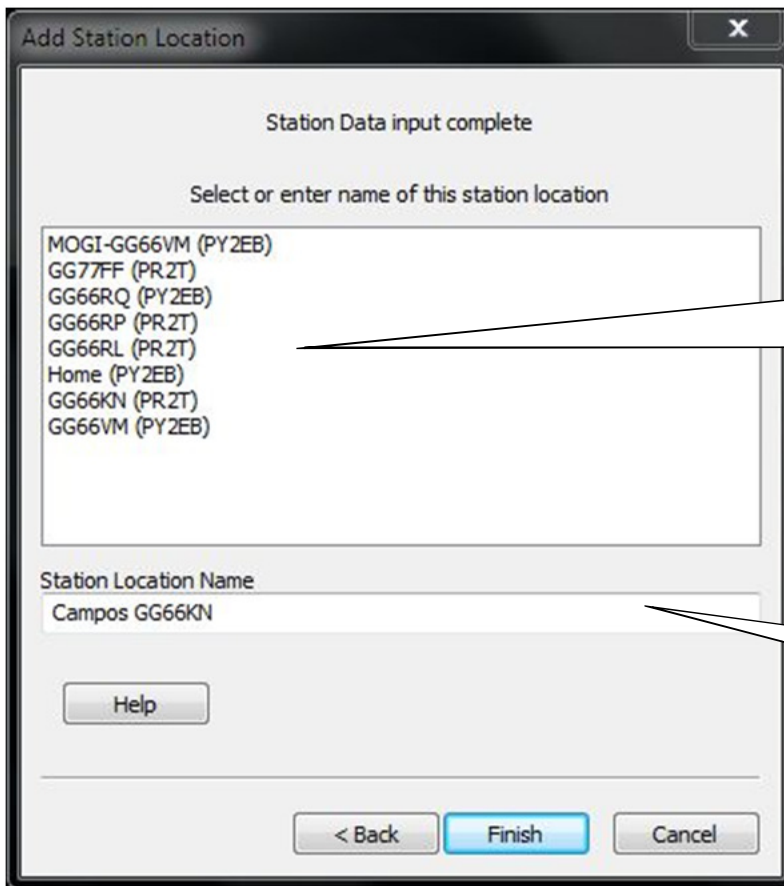 Add Station Location
x
Station Data input complete
Select or enter name of this station location
MOGI-GG66VM (PY2EB)
GG77FF (PR2T)
GG66RQ (PY2EB)
GG66RP (PR2T)
GG66RL (PR2T)
Home (PY2EB)
GG66KN (PR2T)
GG66VM (PY2EB)
Station Location Name
Campos GG66KN
Help
< Back Finish Cancel